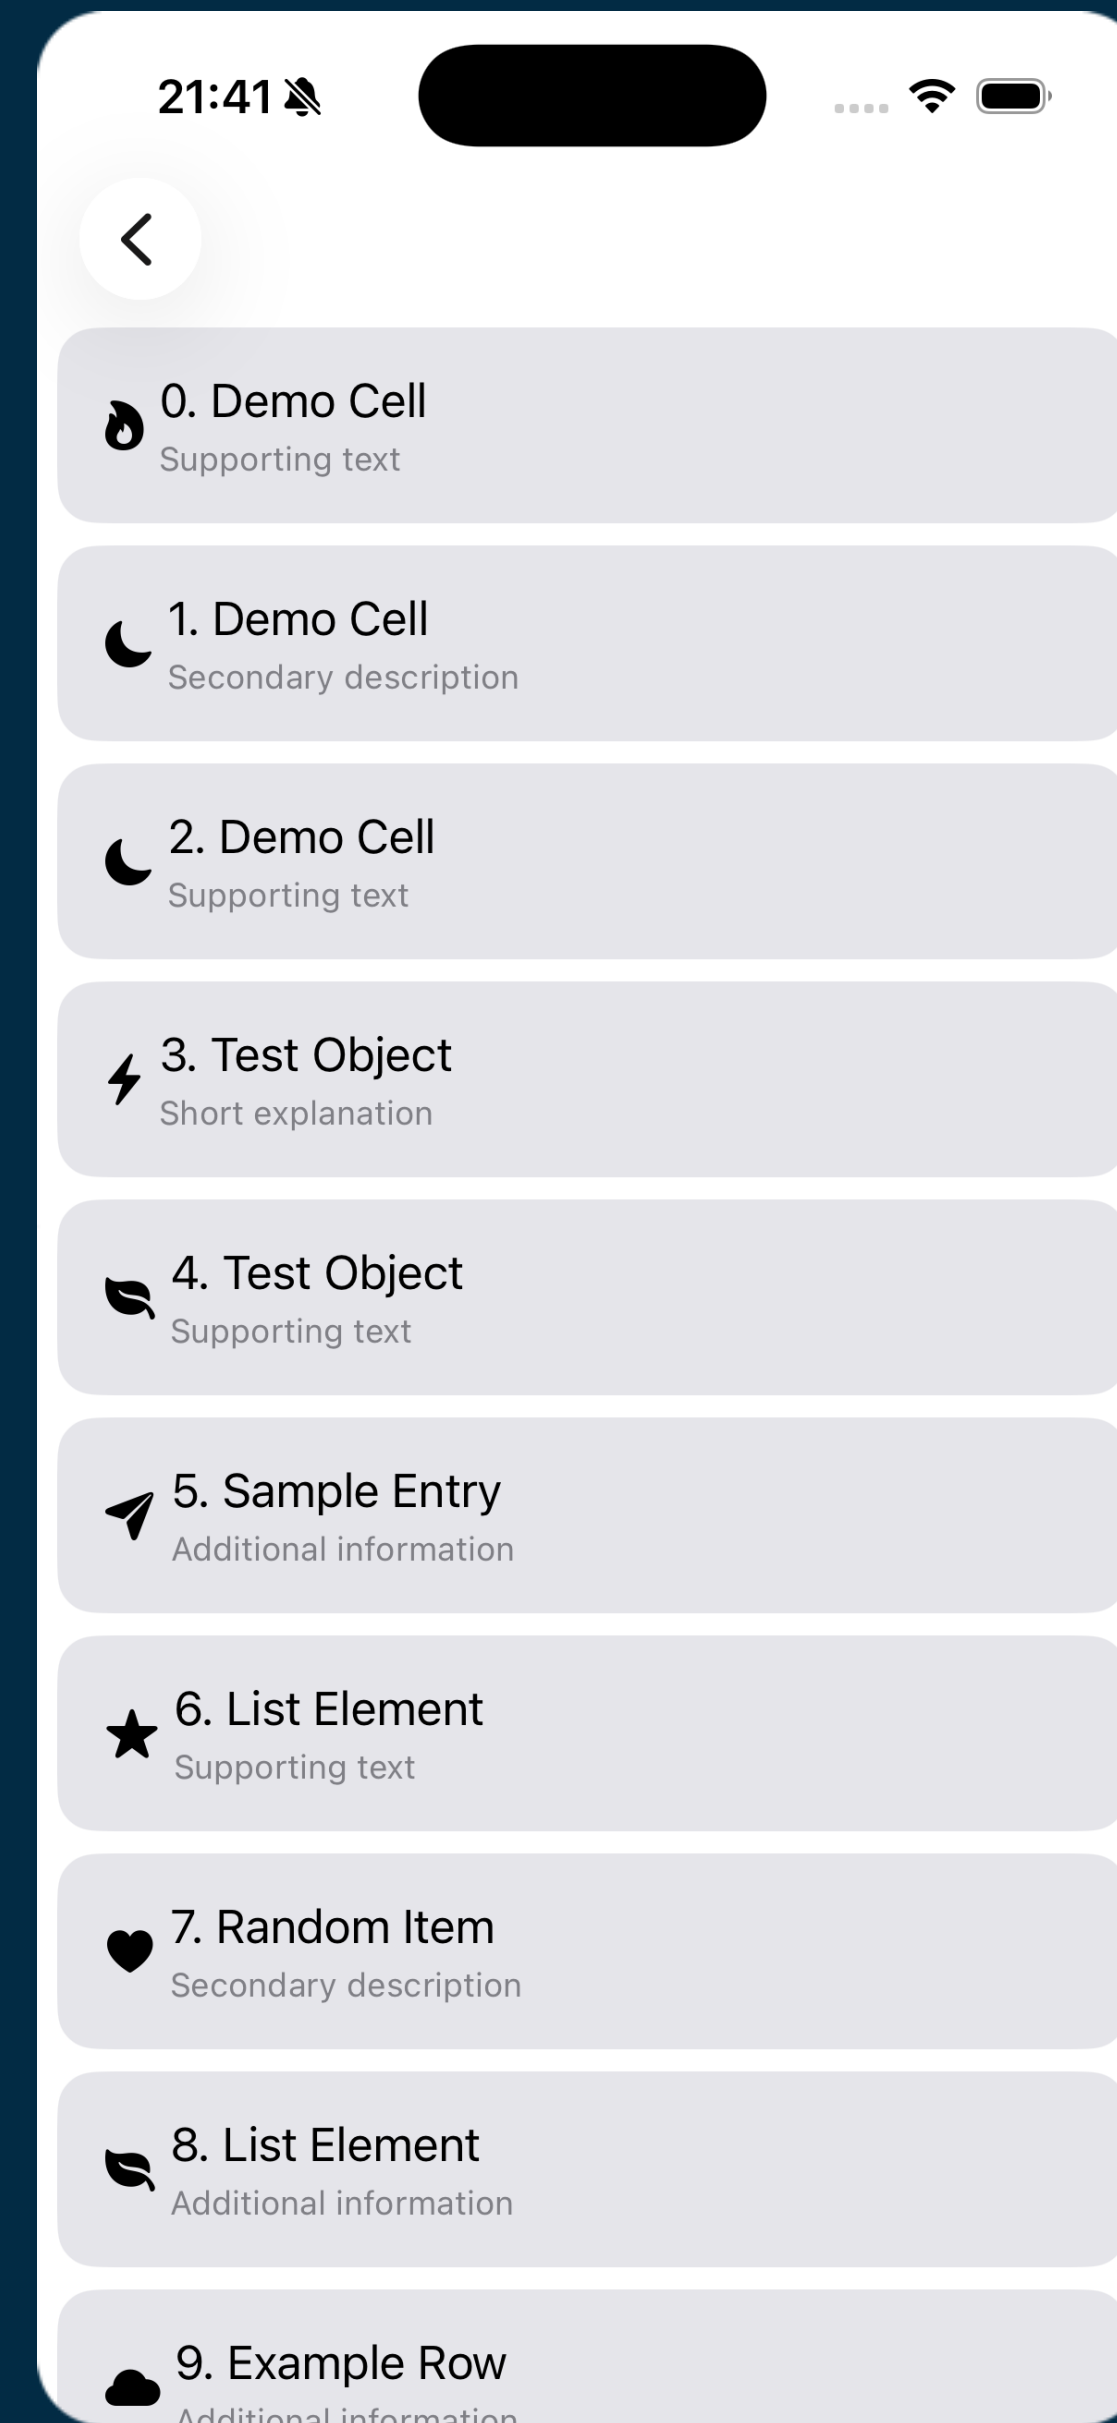 21:41
0. Demo Cell
Supporting text
1. Demo Cell
Secondary description
2. Demo Cell
Supporting text
3. Test Object
Short explanation
4. Test Object
Supporting text
5. Sample Entry
Additional information
6. List Element
Supporting text
7. Random Item
Secondary description
8. List Element
Additional information
9. Example Row
Additional information